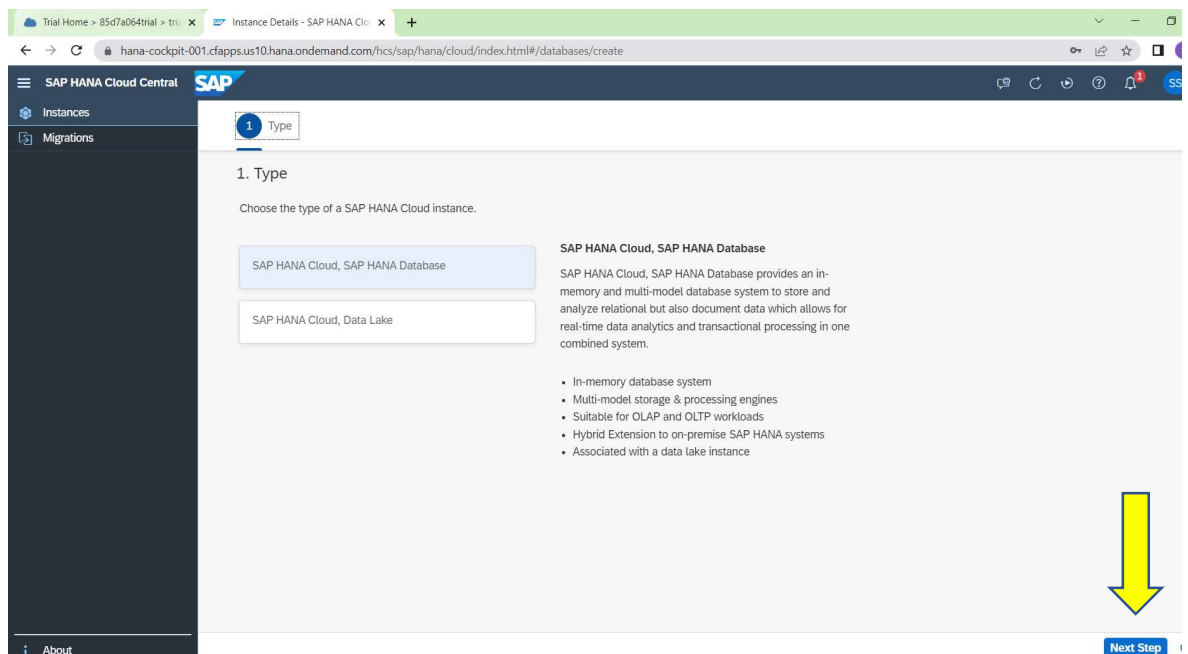 Trial Home > 85d7a064trial > tri
Instance Details - SAP HANA Clo
hana-cockpit-001.cfapps.us10.hana.ondemand.com/hcs/sap/hana/cloud/index.html#/databases/create
SAP HANA Cloud Central
SAP
1
SS
Instances
Migrations
1 Type
1. Type
Choose the type of a SAP HANA Cloud instance.
SAP HANA Cloud, SAP HANA Database
SAP HANA Cloud, Data Lake
SAP HANA Cloud, SAP HANA Database
SAP HANA Cloud, SAP HANA Database provides an in-
memory and multi-model database system to store and
analyze relational but also document data which allows for
real-time data analytics and transactional processing in one
combined system.
• In-memory database system
• Multi-model storage & processing engines
• Suitable for OLAP and OLTP workloads
• Hybrid Extension to on-premise SAP HANA systems
• Associated with a data lake instance
About
Next Step